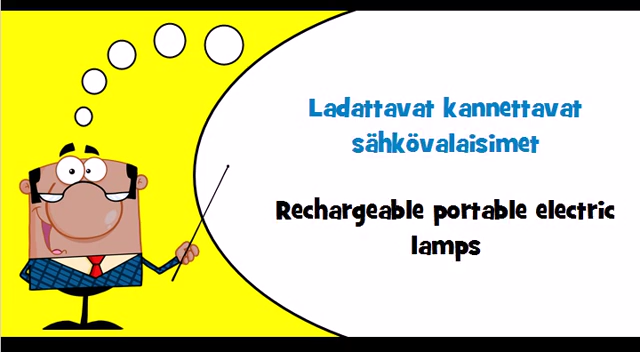 Ladattavat kannettavat
sähkövalaisimet
Rechargeable portable electric
lamps